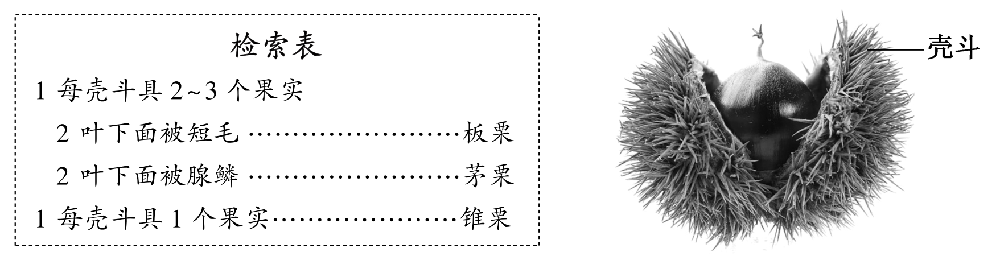 检索表
1 每壳斗具2~3个果实
2 叶下面被短毛························板栗
2 叶下面被腺鳞························茅栗
1 每壳斗具1个果实·····················锥栗
壳斗